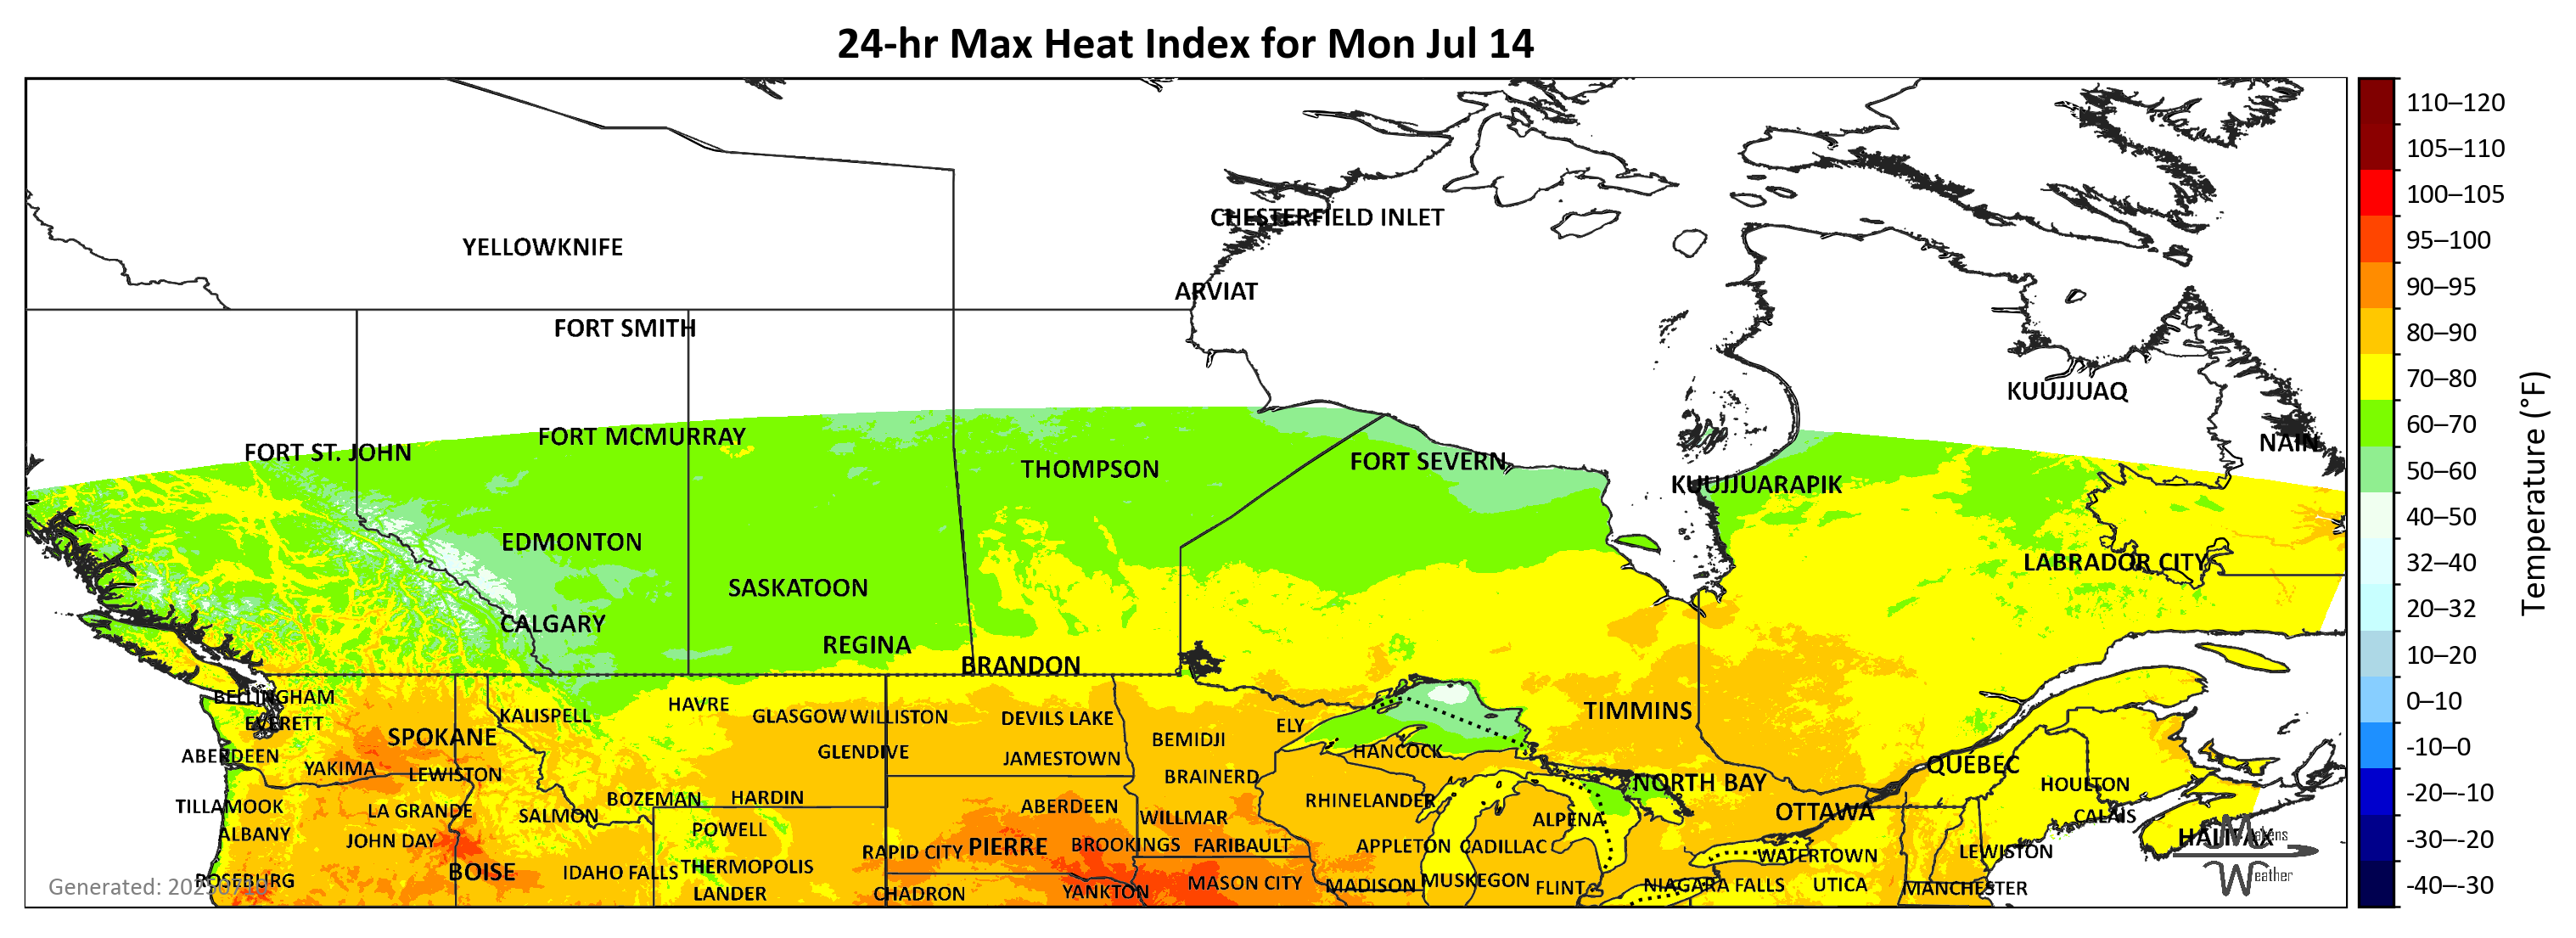 24-hr Max Heat Index for Mon Jul 14
110–120
105–110
CHESTERFIELD INLET
100–105
YELLOWKNIFE
95–100
ARVIAT
90–95
FORT SMITH
80–90
KUUJJUAQ
70–80
FORT MCMURRAY
60–70
FORT ST. JOHN
NAIN
THOMPSON
FORT SEVERN
50–60
KUUJJUARAPIK
40–50
EDMONTON
LABRADOR CITY
32–40
SASKATOON
20–32
CALGARY
REGINA
10–20
BRANDON
BELLINGHAM
HAVRE
0–10
KALISPELL
GLASGOW
WILLISTON
DEVILS LAKE
TIMMINS
EVERETT
ELY
SPOKANE
BEMIDJI
-10–0
ABERDEEN
GLENDIVE
JAMESTOWN
HANCOCK
QUÉBEC
YAKIMA
LEWISTON
BRAINERD
NORTH BAY
HOULTON
-20–-10
TILLAMOOK
LA GRANDE
SALMON
BOZEMAN
HARDIN
ABERDEEN
RHINELANDER
OTTAWA
CALAIS
ALBANY
JOHN DAY
POWELL
WILLMAR
ALPENA
HALIFAX
-30–-20
RAPID CITY
PIERRE
BROOKINGS
FARIBAULT
APPLETON
CADILLAC
WATERTOWN
LEWISTON
BOISE
IDAHO FALLS
THERMOPOLIS
ROSEBURG
LANDER
CHADRON
YANKTON
MASON CITY
MADISON
MUSKEGON
FLINT
NIAGARA FALLS
UTICA
MANCHESTER
-40–-30
Temperature (°F)
Makens
Weather
Generated: